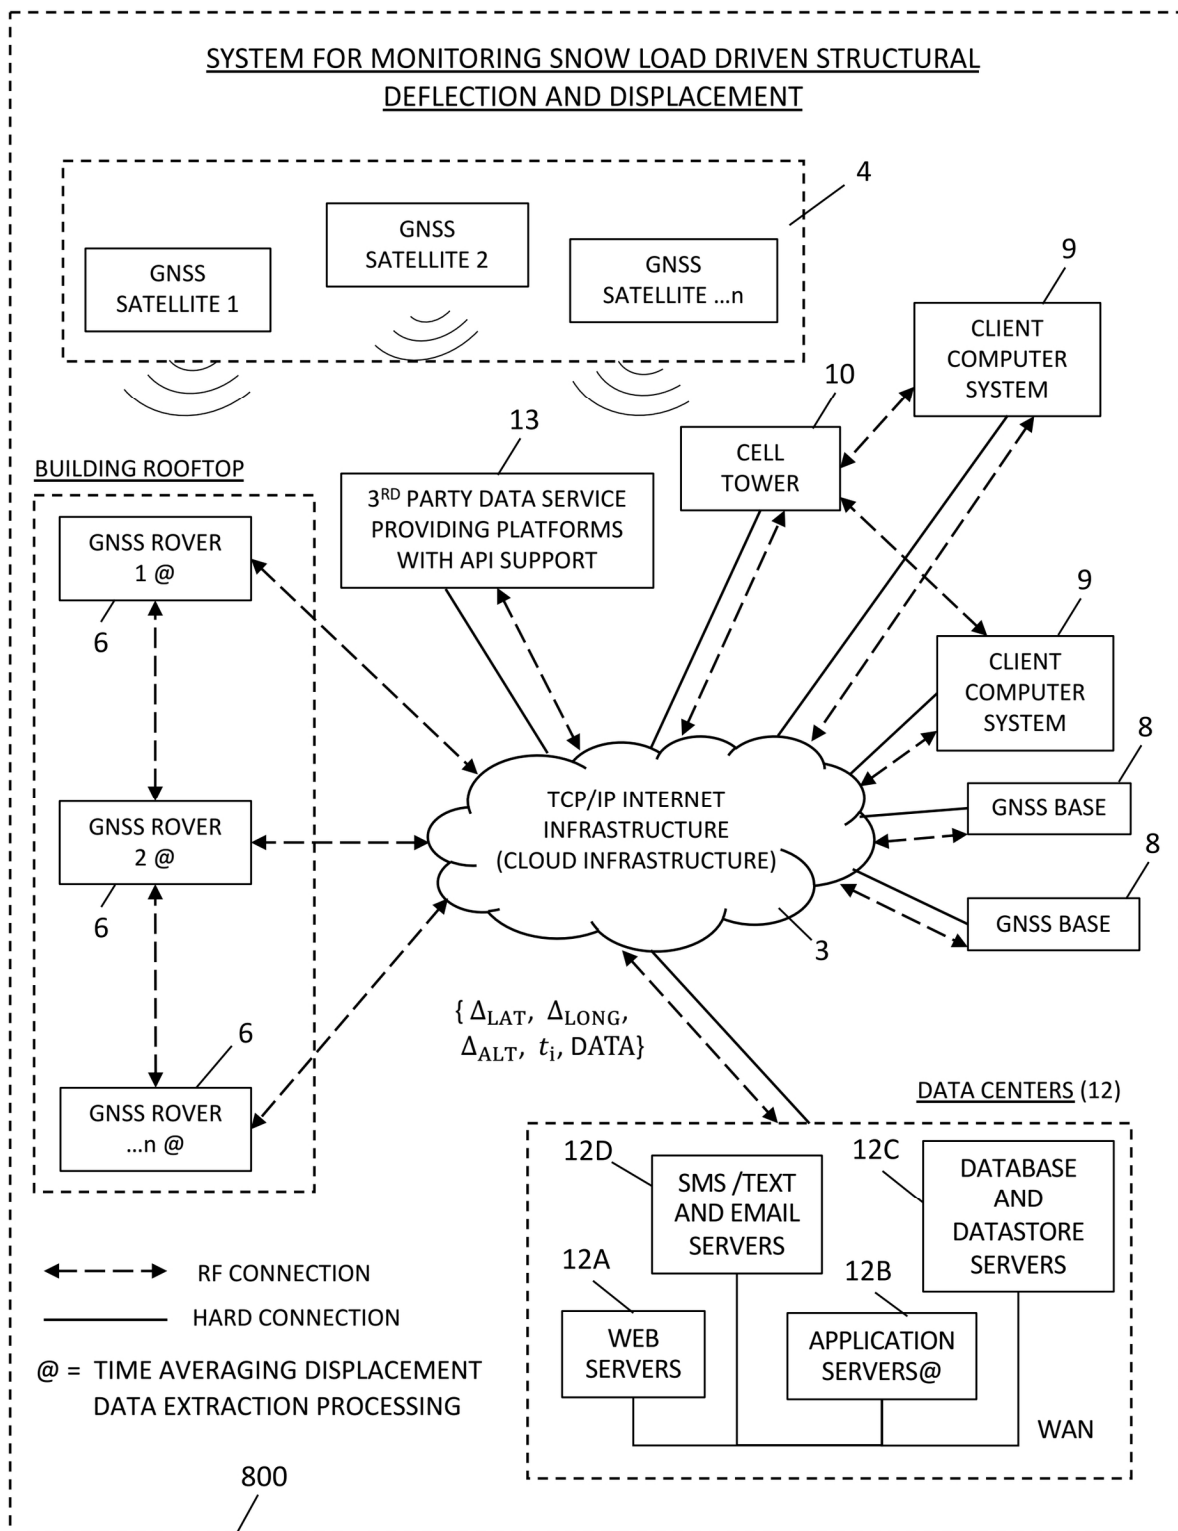 SYSTEM FOR MONITORING SNOW LOAD DRIVEN STRUCTURAL
DEFLECTION AND DISPLACEMENT
4
GNSS
SATELLITE 1
GNSS
SATELLITE 2
GNSS
SATELLITE ...n
9
CLIENT
COMPUTER
SYSTEM
10
CELL
TOWER
13
3RD PARTY DATA SERVICE
PROVIDING PLATFORMS
WITH API SUPPORT
BUILDING ROOFTOP
GNSS ROVER
1 @
6
GNSS ROVER
2 @
6
6
GNSS ROVER
...n @
9
CLIENT
COMPUTER
SYSTEM
8
GNSS BASE
8
GNSS BASE
TCP/IP INTERNET
INFRASTRUCTURE
(CLOUD INFRASTRUCTURE)
3
{ ΔLAT, ΔLONG,
ΔALT, ti, DATA}
DATA CENTERS (12)
12D
SMS /TEXT
AND EMAIL
SERVERS
12C
DATABASE
AND
DATASTORE
SERVERS
12A
WEB
SERVERS
12B
APPLICATION
SERVERS@
WAN
RF CONNECTION
HARD CONNECTION
@ = TIME AVERAGING DISPLACEMENT
DATA EXTRACTION PROCESSING
800